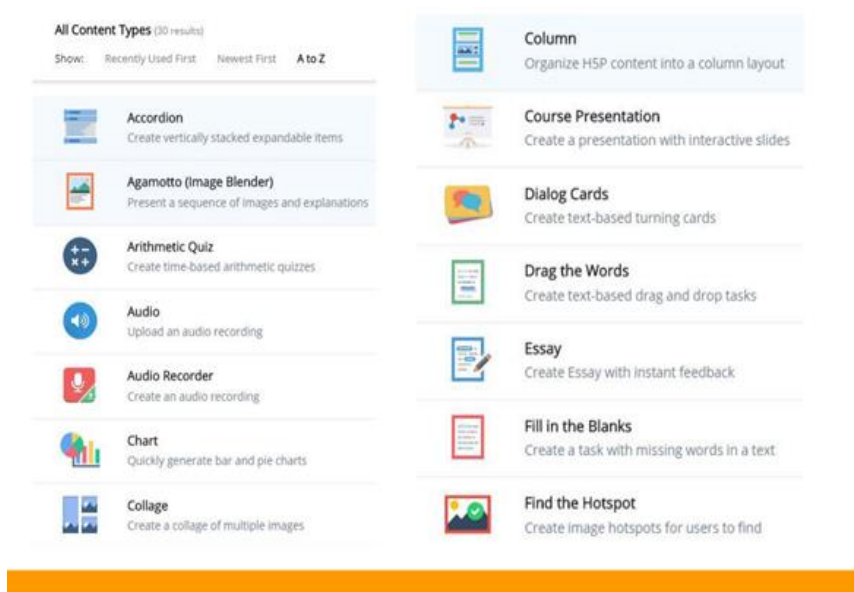 All Content Types (30 results)
Show: Recently Used First Newest First A to Z
Accordion
Create vertically stacked expandable items
Agamotto (Image Blender)
Present a sequence of images and explanations
Arithmetic Quiz
Create time-based arithmetic quizzes
Audio
Upload an audio recording
Audio Recorder
Create an audio recording
Chart
Quickly generate bar and pie charts
Collage
Create a collage of multiple images
Column
Organize H5P content into a column layout
Course Presentation
Create a presentation with interactive slides
Dialog Cards
Create text-based turning cards
Drag the Words
Create text-based drag and drop tasks
Essay
Create Essay with instant feedback
Fill in the Blanks
Create a task with missing words in a text
Find the Hotspot
Create image hotspots for users to find